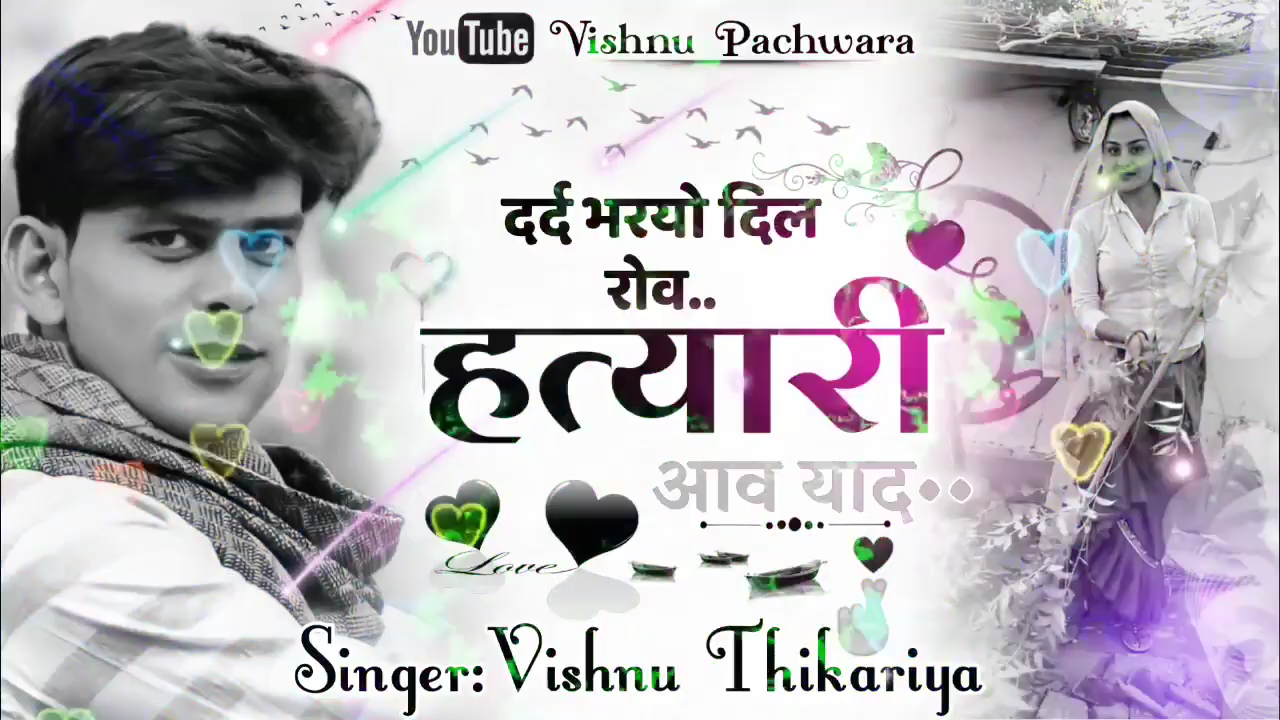 YouTube Vishnu Pachwara
दर्द भरयो दिल
रोव..
हत्यारी
आव याद..
Love
Singer: Vishnu Thikariya